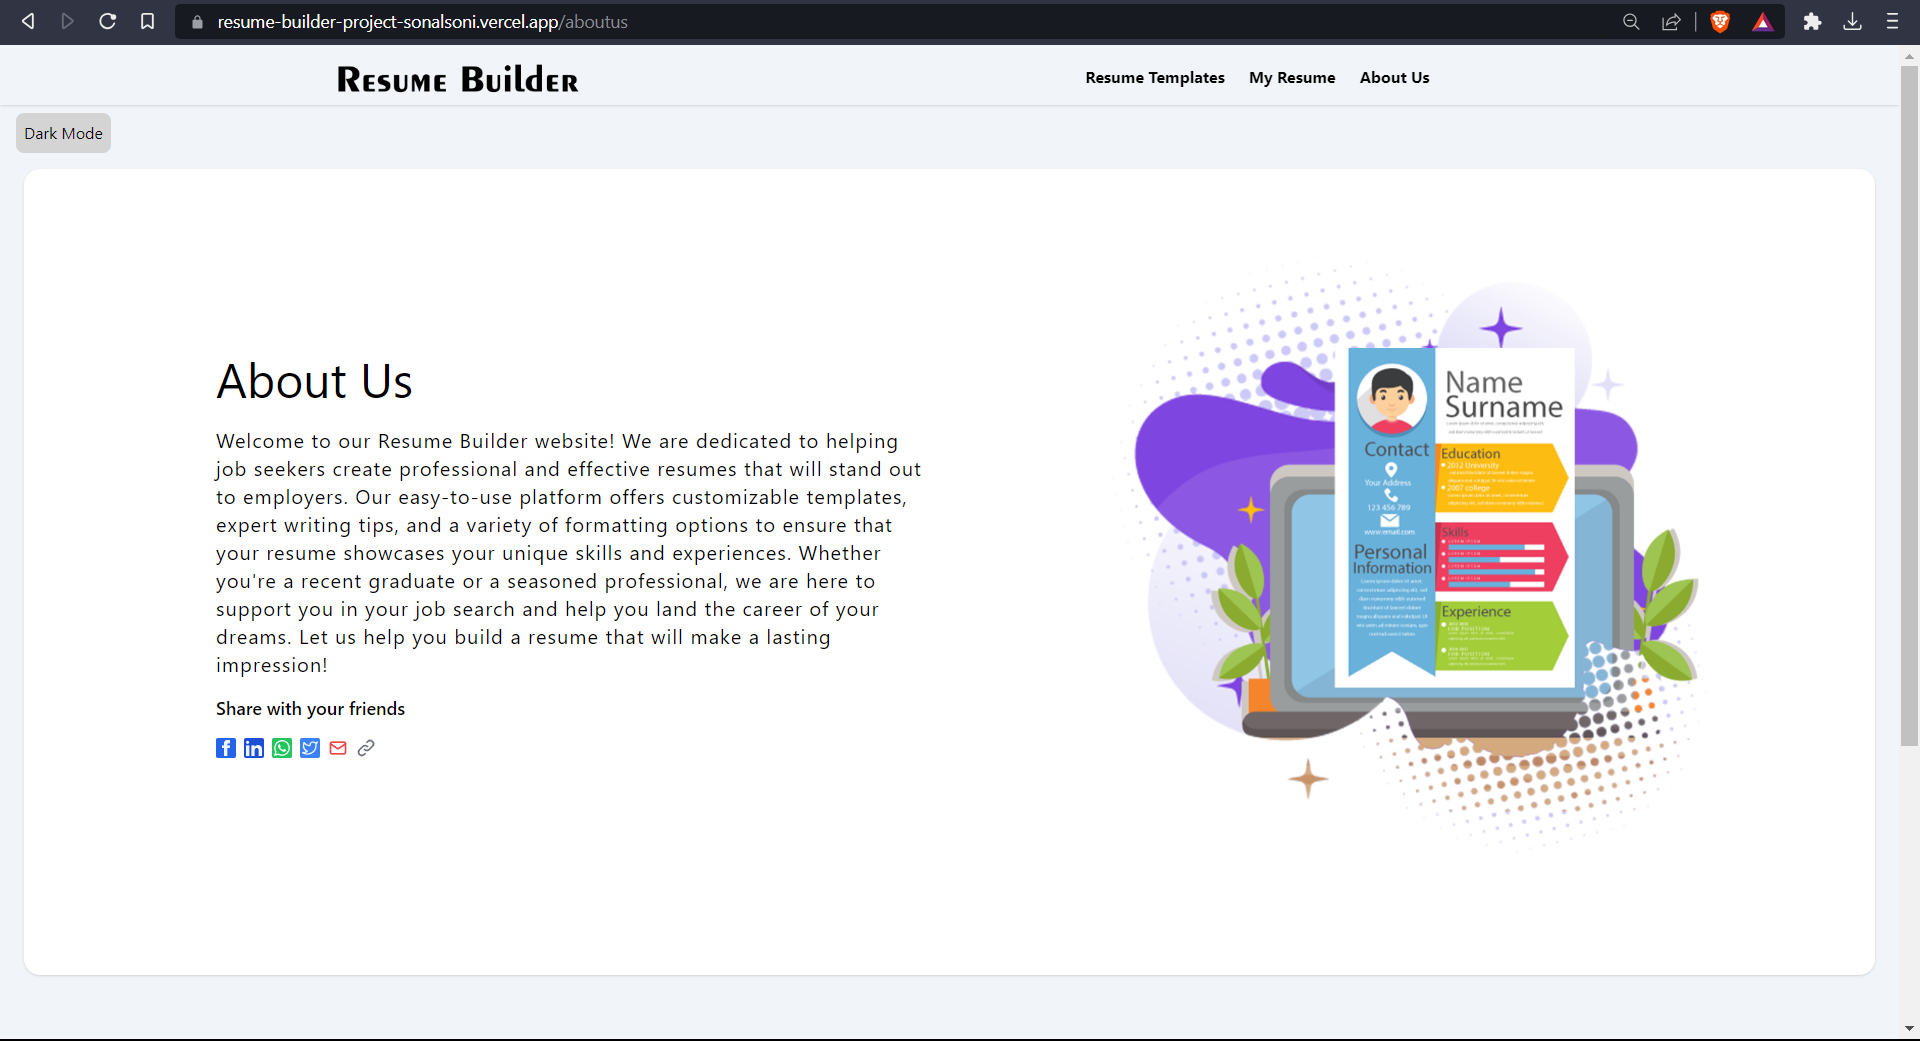 resume-builder-project-sonalsoni.vercel.app/aboutus
Resume Builder
Resume Templates
My Resume
About Us
Dark Mode
About Us
Welcome to our Resume Builder website! We are dedicated to helping
job seekers create professional and effective resumes that will stand out
to employers. Our easy-to-use platform offers customizable templates,
expert writing tips, and a variety of formatting options to ensure that
your resume showcases your unique skills and experiences. Whether
you're a recent graduate or a seasoned professional, we are here to
support you in your job search and help you land the career of your
dreams. Let us help you build a resume that will make a lasting
impression!
Share with your friends
Name
Surname
Contact
Your Address
123 456 789
www.email.com
Personal
Information
Education
2012 University
2007 college
Skills
Experience